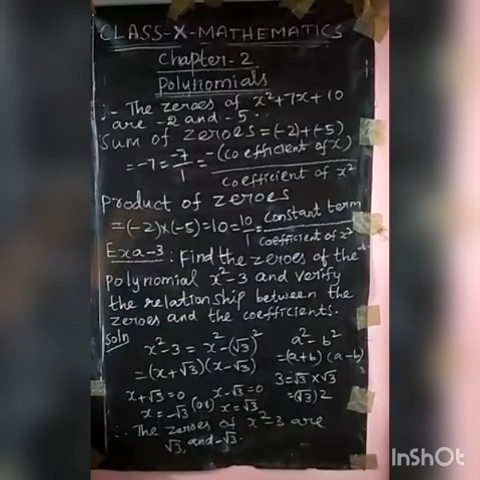 CLASS-X-MATHEMATICS
Chapter-2
Polynomials
∴- The zeroes of x²+7x+10
are -2 and -5..
Sum of zeroes=(-2)+(-5)
=-7=-7/1=-(coefficient of x)/coefficient of x²
product of zeroes
=(-2)×(-5)=10=10/1=constant term/coefficient of x²
Exa-3: Find the zeroes of the
polynomial x²-3 and verify
the relationship between the
zeroes and the coefficients.
Soln
x²-3 = x²-(√3)²
a²-b²
=(x+√3)(x-√3)
=(a+b)(a-b)
3=√3×√3
=(√3)2
x+√3=0 x-√3=0
x=-√3 (or) x=√3
∴ The zeroes of x²-3 are
√3, and -√3.
InShOt